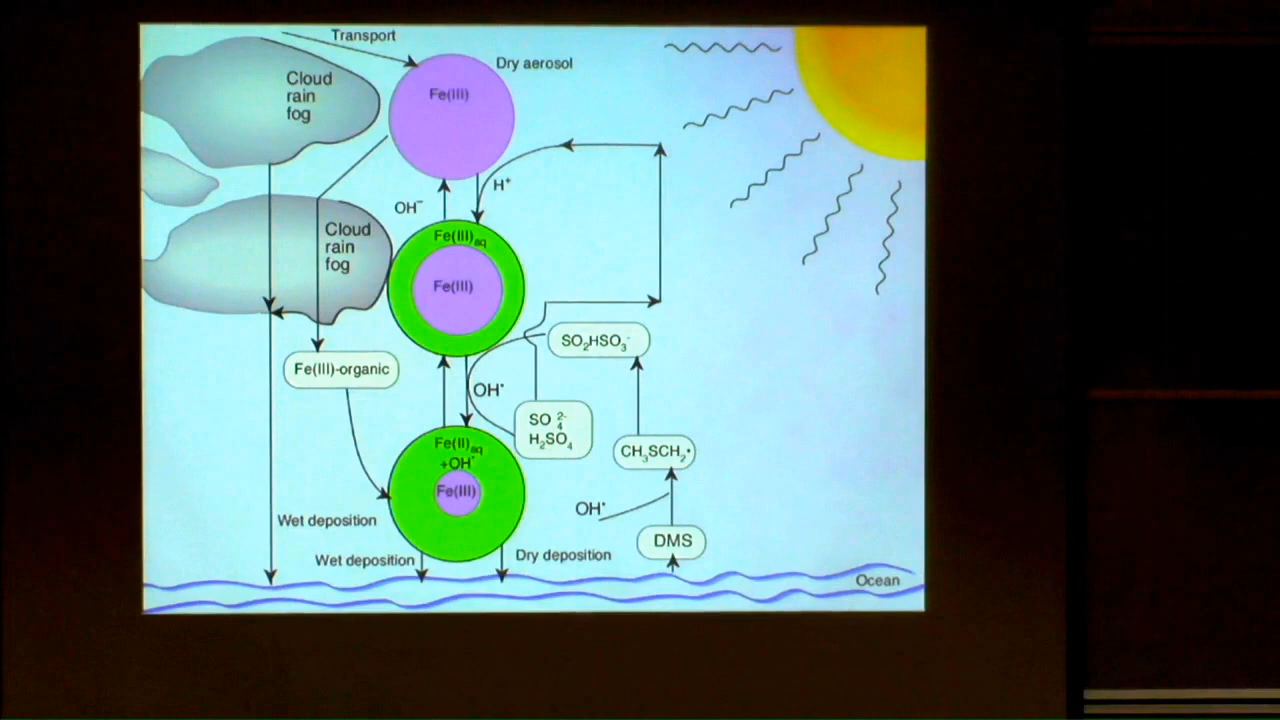 Transport
Dry aerosol
Cloud
rain
fog
Fe(III)
H⁺
OH⁻
Cloud
rain
fog
Fe(III)aq
Fe(III)
SO₂HSO₃⁻
Fe(III)-organic
OH•
SO₄²⁻
H₂SO₄
Fe(II)aq
+OH•
Fe(III)
CH₃SCH₂•
OH•
Wet deposition
DMS
Wet deposition
Dry deposition
Ocean